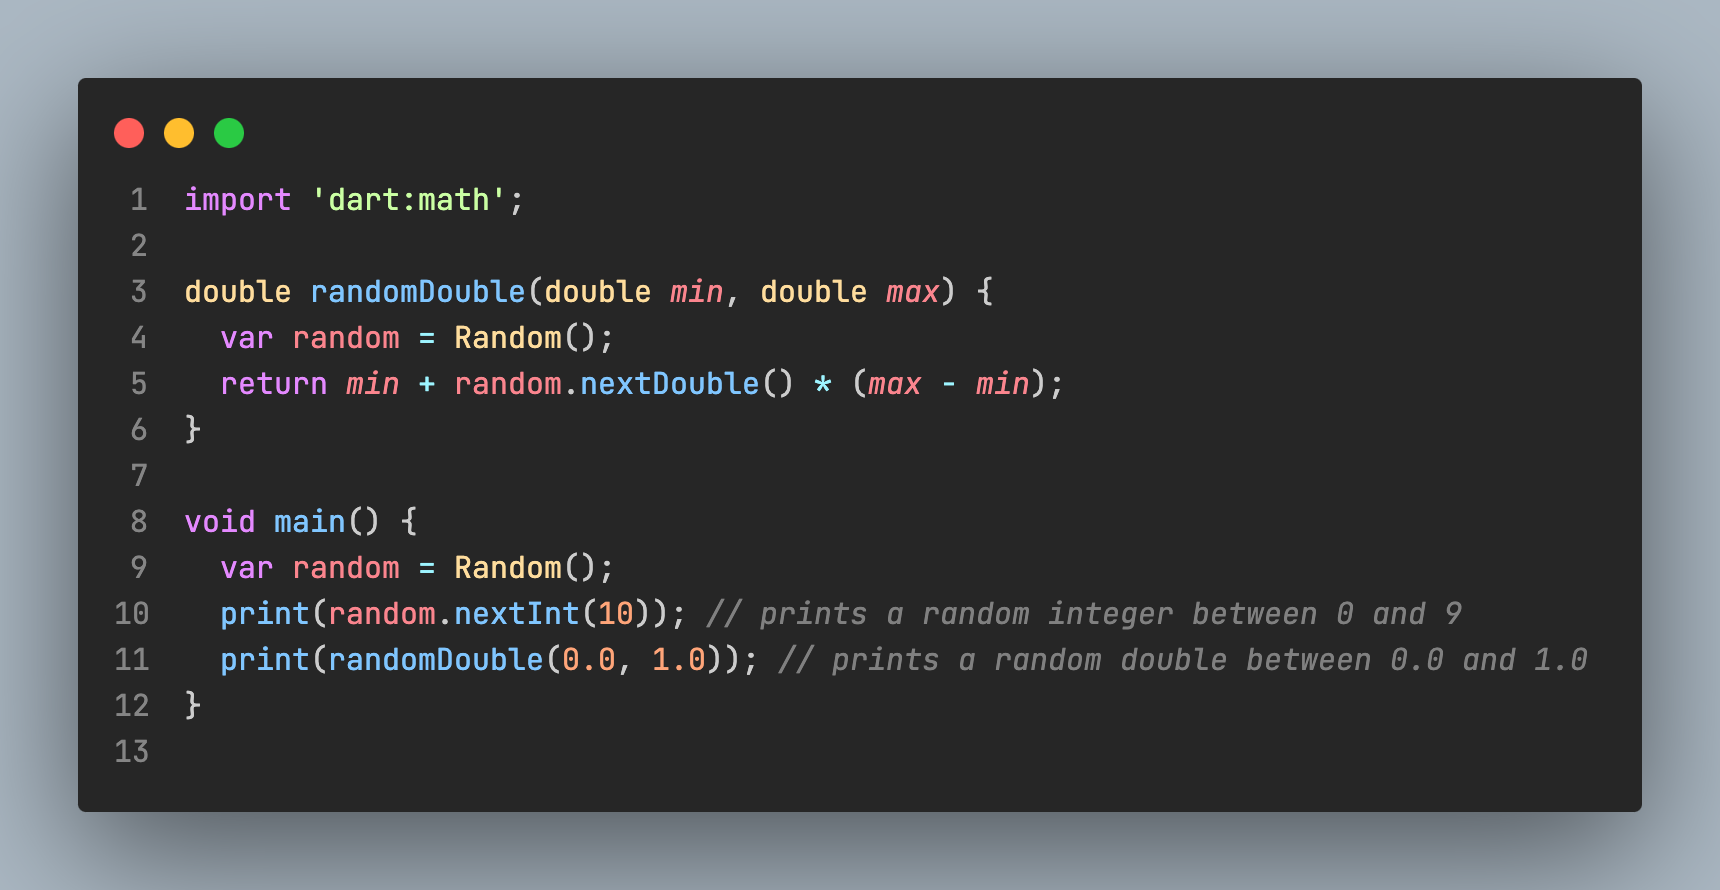 1 import 'dart:math';
2
3 double randomDouble(double min, double max) {
4   var random = Random();
5   return min + random.nextDouble() * (max - min);
6 }
7
8 void main() {
9   var random = Random();
10   print(random.nextInt(10)); // prints a random integer between 0 and 9
11   print(randomDouble(0.0, 1.0)); // prints a random double between 0.0 and 1.0
12 }
13